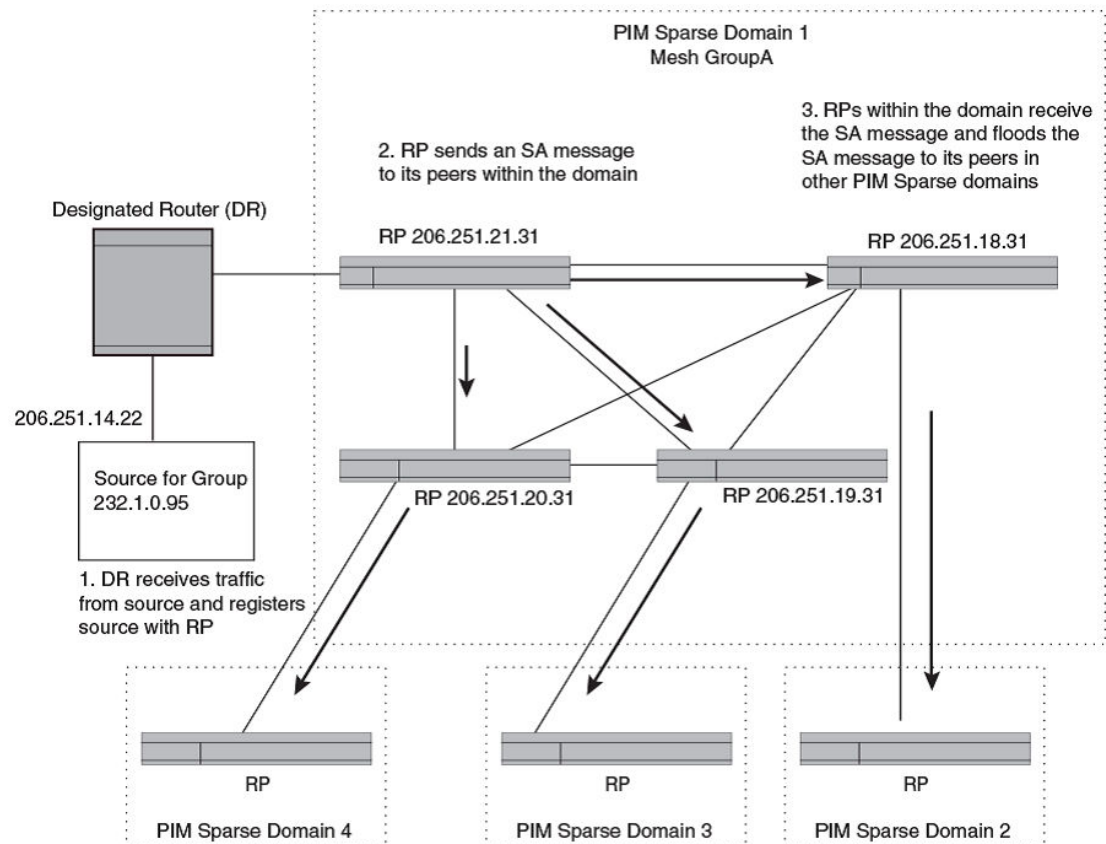 PIM Sparse Domain 1
Mesh GroupA
3. RPs within the domain receive
the SA message and floods the
SA message to its peers in
other PIM Sparse domains
2. RP sends an SA message
to its peers within the domain
Designated Router (DR)
RP 206.251.21.31
RP 206.251.18.31
206.251.14.22
Source for Group
232.1.0.95
RP 206.251.20.31
RP 206.251.19.31
1. DR receives traffic
from source and registers
source with RP
RP
RP
RP
PIM Sparse Domain 4
PIM Sparse Domain 3
PIM Sparse Domain 2